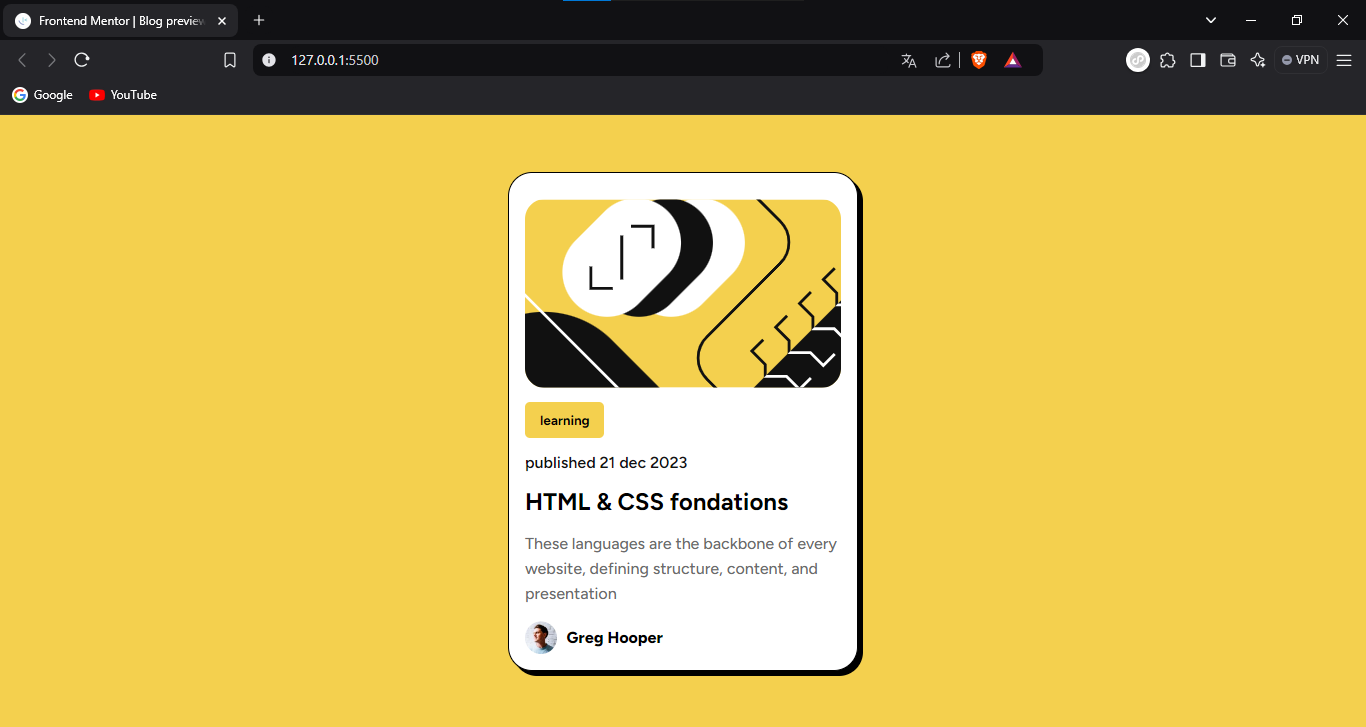 Frontend Mentor | Blog preview
127.0.0.1:5500
VPN
Google
YouTube
learning
published 21 dec 2023
HTML & CSS fondations
These languages are the backbone of every
website, defining structure, content, and
presentation
Greg Hooper